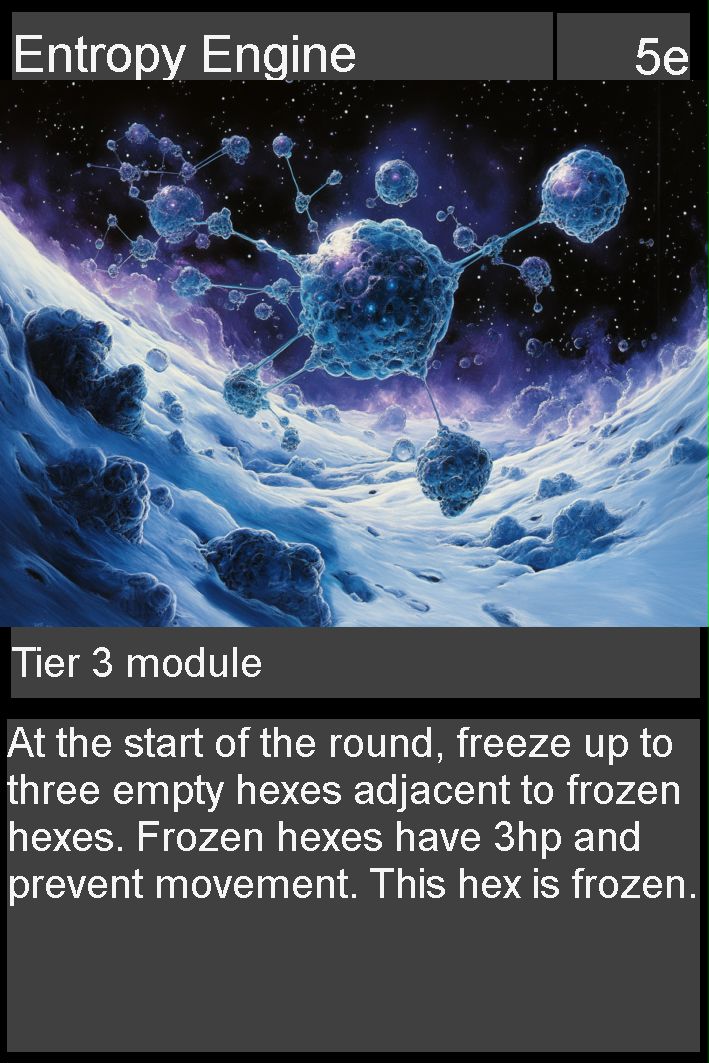 Entropy Engine 5e
Tier 3 module
At the start of the round, freeze up to
three empty hexes adjacent to frozen
hexes. Frozen hexes have 3hp and
prevent movement. This hex is frozen.